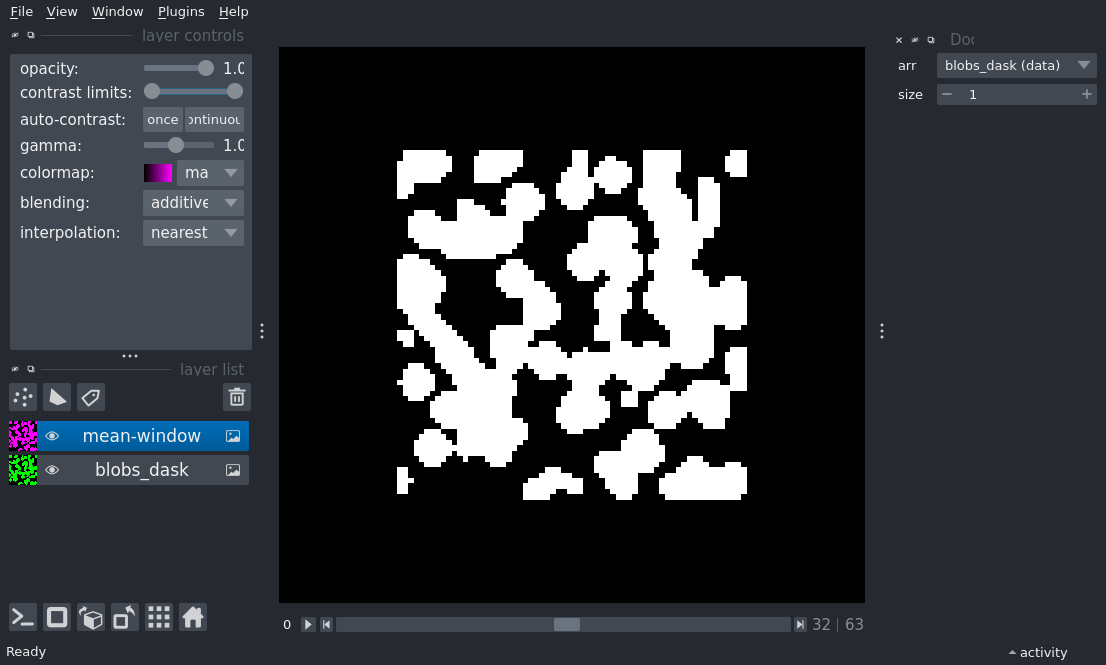 File View Window Plugins Help
layer controls
opacity: 1.0
contrast limits:
auto-contrast: once ontinuou
gamma: 1.0
colormap: ma
blending: additive
interpolation: nearest
layer list
mean-window
blobs_dask
0 32 | 63
Ready
Doc
arr blobs_dask (data)
size 1
activity